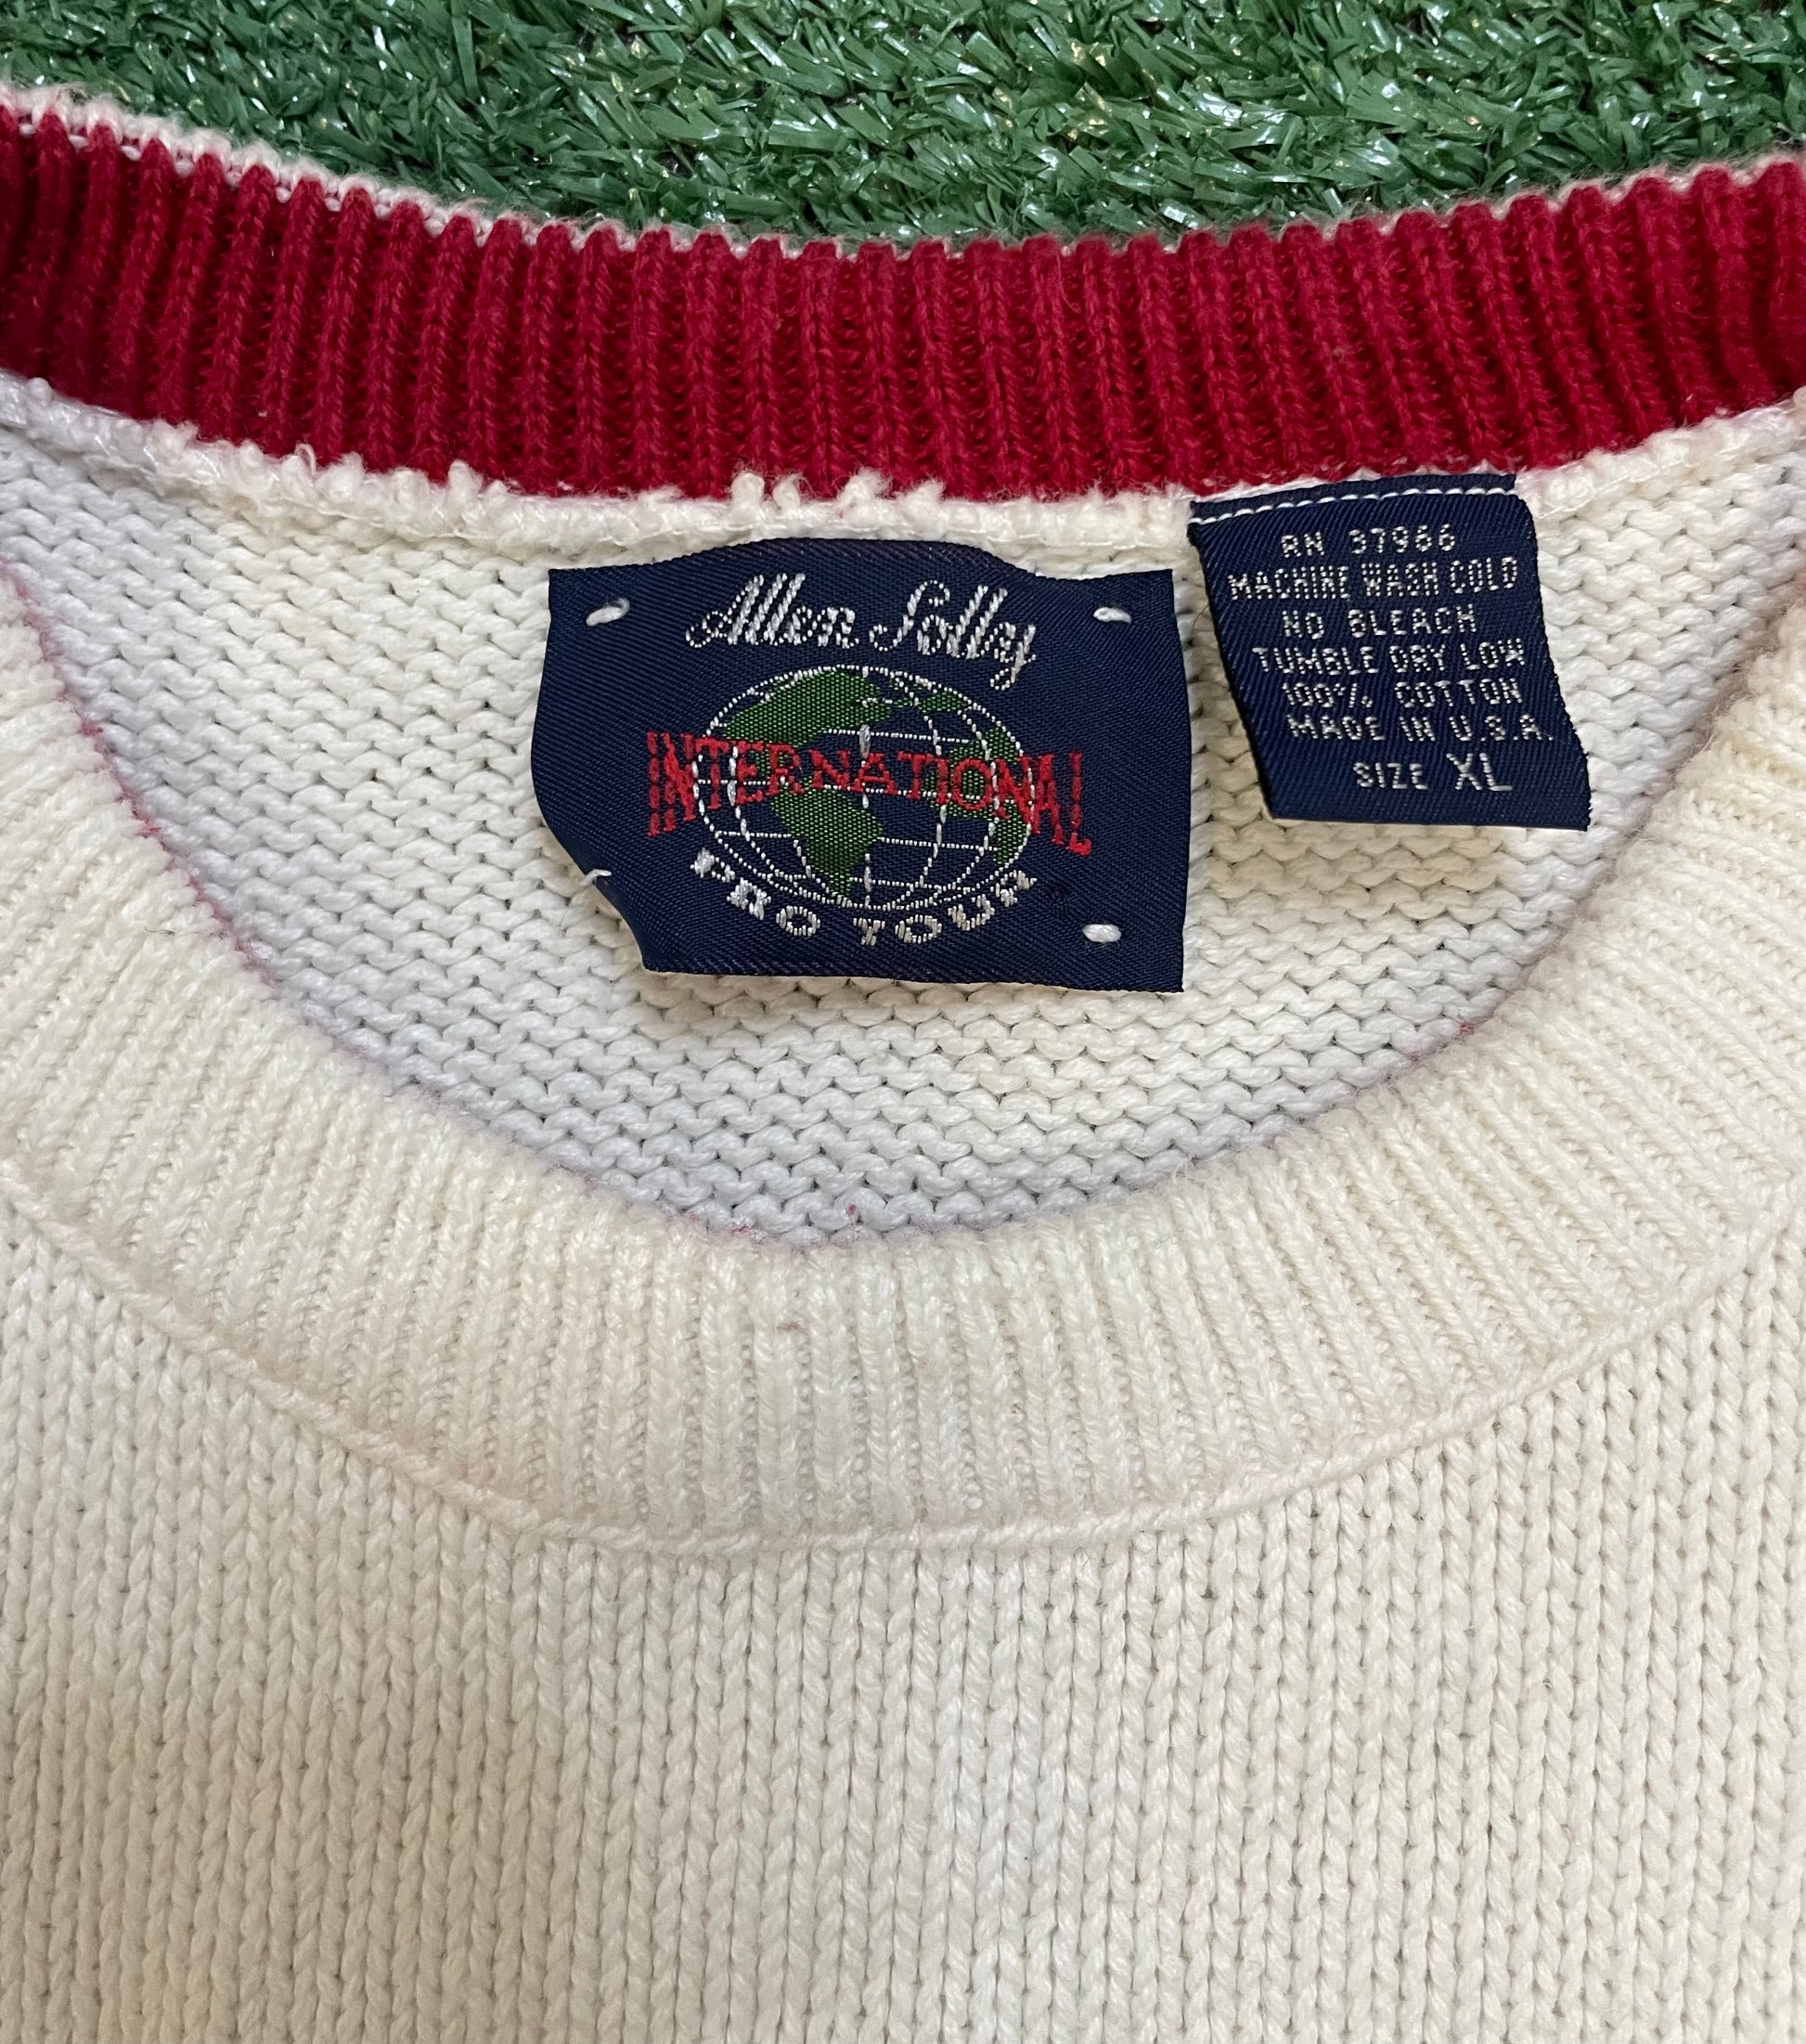 Allen Solly
INTERNATIONAL
PRO TOUR
RN 37966
MACHINE WASH COLD
NO BLEACH
TUMBLE DRY LOW
100% COTTON
MADE IN U.S.A.
SIZE XL